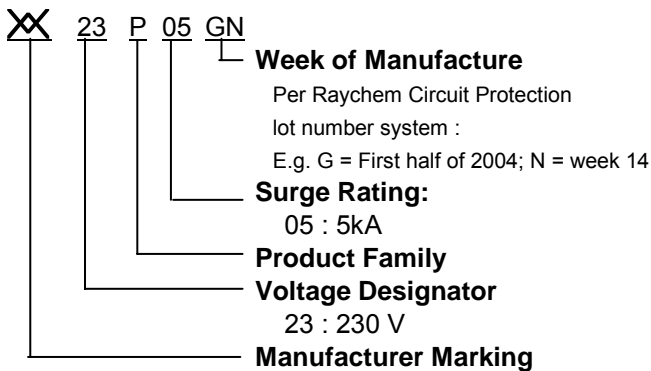 23 P 05 GN
Week of Manufacture
Per Raychem Circuit Protection
lot number system :
E.g. G = First half of 2004; N = week 14
Surge Rating:
05 : 5kA
Product Family
Voltage Designator
23 : 230 V
Manufacturer Marking